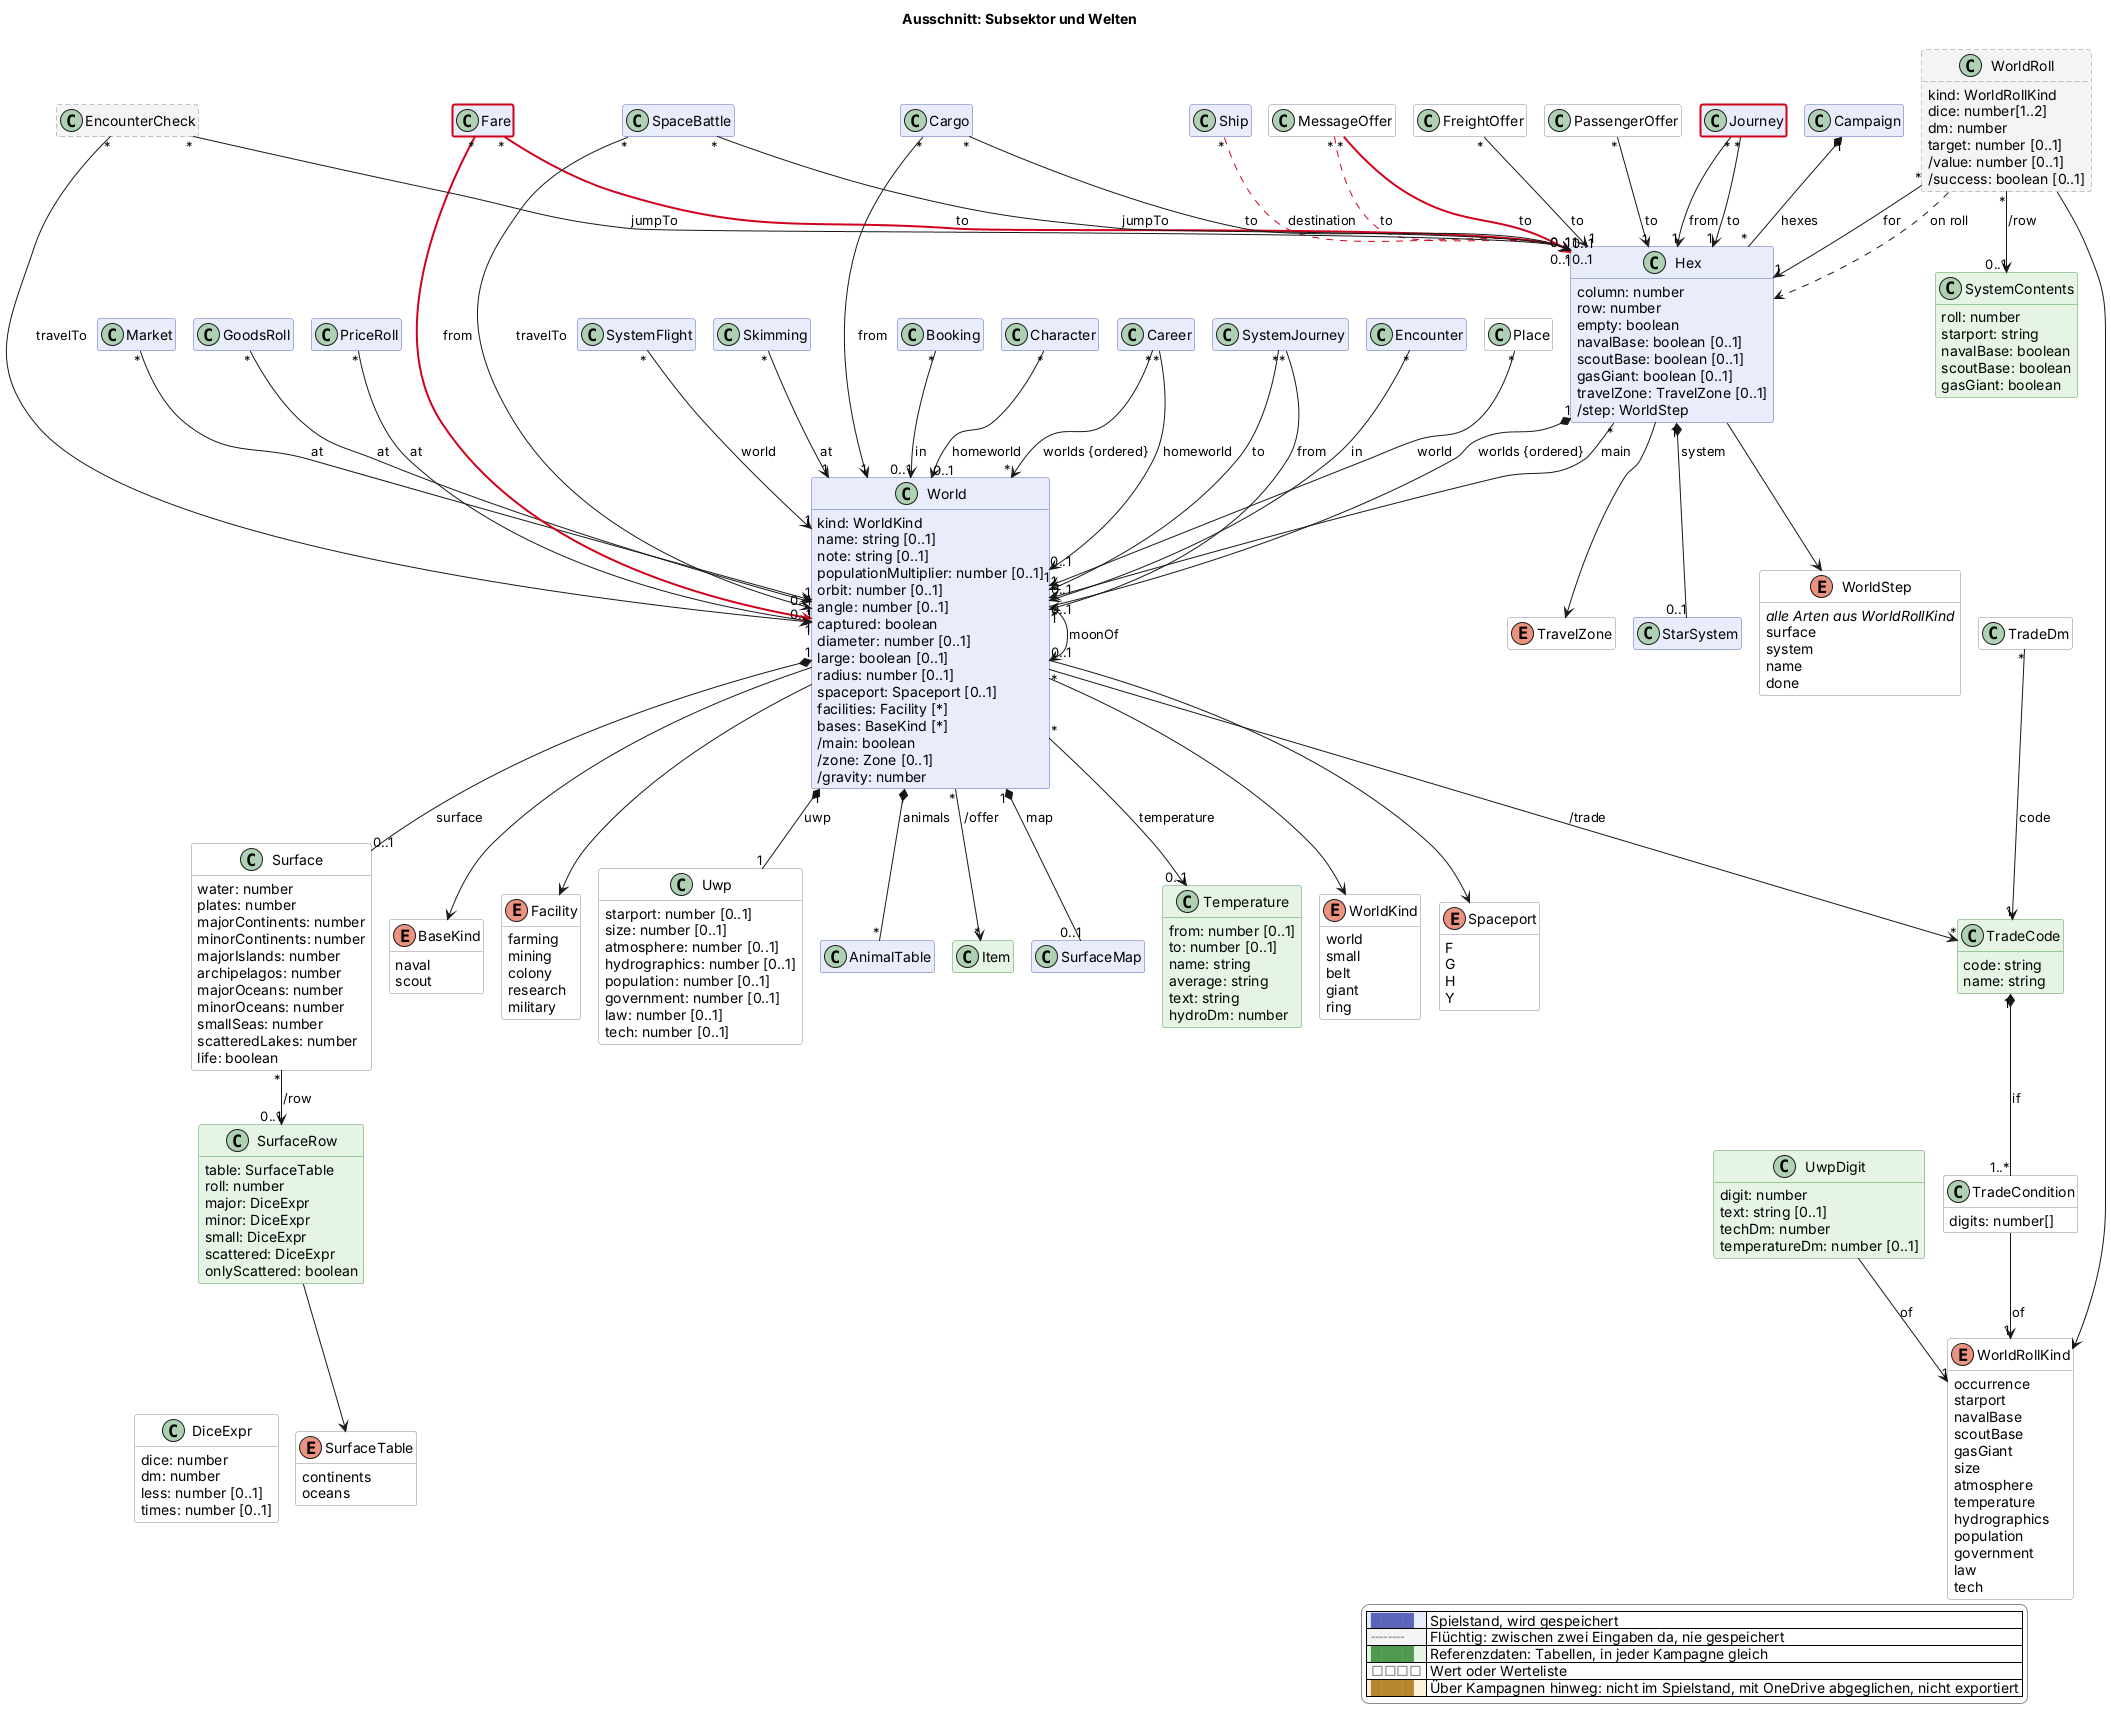 Ausschnitt: Subsektor und Welten
WorldRoll
kind: WorldRollKind
dice: number[1..2]
dm: number
target: number [0..1]
/value: number [0..1]
/success: boolean [0..1]
EncounterCheck
Fare
SpaceBattle
Cargo
Ship
MessageOffer
FreightOffer
PassengerOffer
Journey
Campaign
jumpTo
to
jumpTo
to
destination
to
to
to
to
from
to
hexes
for
on roll
/row
Hex
column: number
row: number
empty: boolean
navalBase: boolean [0..1]
scoutBase: boolean [0..1]
gasGiant: boolean [0..1]
travelZone: TravelZone [0..1]
/step: WorldStep
SystemContents
roll: number
starport: string
navalBase: boolean
scoutBase: boolean
gasGiant: boolean
travelTo
Market
GoodsRoll
PriceRoll
from
travelTo
SystemFlight
Skimming
from
Booking
Character
Career
SystemJourney
Encounter
Place
at
at
at
world
at
in
homeworld
worlds {ordered}
homeworld
to
from
in
world
worlds {ordered}
main
system
World
kind: WorldKind
name: string [0..1]
note: string [0..1]
populationMultiplier: number [0..1]
orbit: number [0..1]
angle: number [0..1]
captured: boolean
diameter: number [0..1]
large: boolean [0..1]
radius: number [0..1]
spaceport: Spaceport [0..1]
facilities: Facility [*]
bases: BaseKind [*]
/main: boolean
/zone: Zone [0..1]
/gravity: number
moonOf
TravelZone
0..1
StarSystem
WorldStep
alle Arten aus WorldRollKind
surface
system
name
done
TradeDm
surface
uwp
animals
/offer
map
temperature
/trade
code
Surface
water: number
plates: number
majorContinents: number
minorContinents: number
majorIslands: number
archipelagos: number
majorOceans: number
minorOceans: number
smallSeas: number
scatteredLakes: number
life: boolean
BaseKind
naval
scout
Facility
farming
mining
colony
research
military
Uwp
starport: number [0..1]
size: number [0..1]
atmosphere: number [0..1]
hydrographics: number [0..1]
population: number [0..1]
government: number [0..1]
law: number [0..1]
tech: number [0..1]
AnimalTable
Item
0..1
SurfaceMap
0..1
Temperature
from: number [0..1]
to: number [0..1]
name: string
average: string
text: string
hydroDm: number
WorldKind
world
small
belt
giant
ring
Spaceport
F
G
H
Y
TradeCode
code: string
name: string
/row
0..1
if
1..*
SurfaceRow
table: SurfaceTable
roll: number
major: DiceExpr
minor: DiceExpr
small: DiceExpr
scattered: DiceExpr
onlyScattered: boolean
UwpDigit
digit: number
text: string [0..1]
techDm: number
temperatureDm: number [0..1]
TradeCondition
digits: number[]
of
of
DiceExpr
dice: number
dm: number
less: number [0..1]
times: number [0..1]
SurfaceTable
continents
oceans
WorldRollKind
occurrence
starport
navalBase
scoutBase
gasGiant
size
atmosphere
temperature
hydrographics
population
government
law
tech
Spielstand, wird gespeichert
Flüchtig: zwischen zwei Eingaben da, nie gespeichert
Referenzdaten: Tabellen, in jeder Kampagne gleich
Wert oder Werteliste
Über Kampagnen hinweg: nicht im Spielstand, mit OneDrive abgeglichen, nicht exportiert